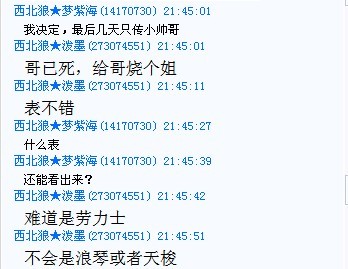 西北狼★梦紫海(14170730) 21:45:01
我决定，最后几天只传小帅哥
西北狼★泼墨(273074551) 21:45:01
哥已死，给哥烧个姐
西北狼★泼墨(273074551) 21:45:11
表不错
西北狼★梦紫海(14170730) 21:45:27
什么表
西北狼★梦紫海(14170730) 21:45:39
还能看出来？
西北狼★泼墨(273074551) 21:45:42
难道是劳力士
西北狼★泼墨(273074551) 21:45:51
不会是浪琴或者天梭